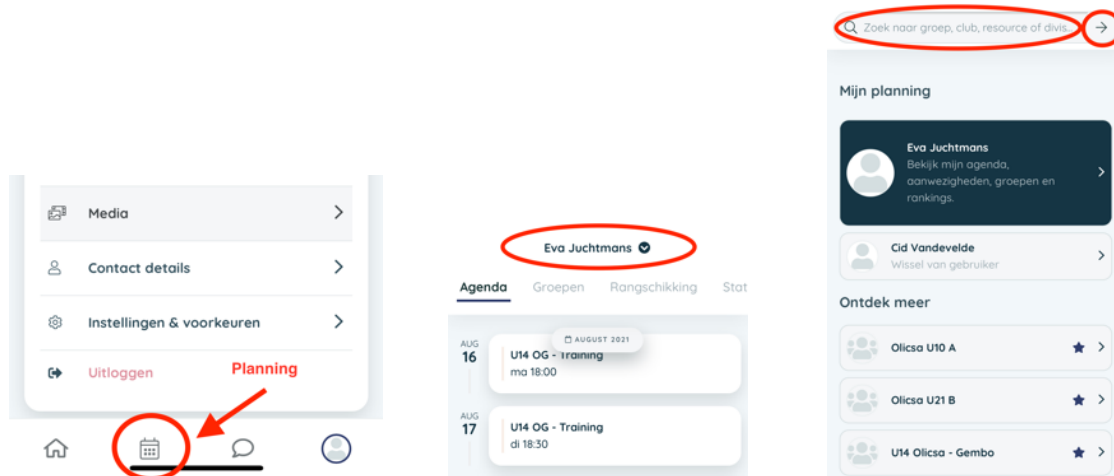 Media
Contact details
Instellingen & voorkeuren
Uitloggen
Planning
Eva Juchtmans
Agenda
Groepen
Rangschikking
Stat
AUGUST 2021
AUG
16
U14 OG - Training
ma 18:00
AUG
17
U14 OG - Training
di 18:30
Zoek naar groep, club, resource of divis
Mijn planning
Eva Juchtmans
Bekijk mijn agenda,
aanwezigheden, groepen en
rankings.
Cid Vandevelde
Wissel van gebruiker
Ontdek meer
Olicsa U10 A
Olicsa U21 B
U14 Olicsa - Gembo